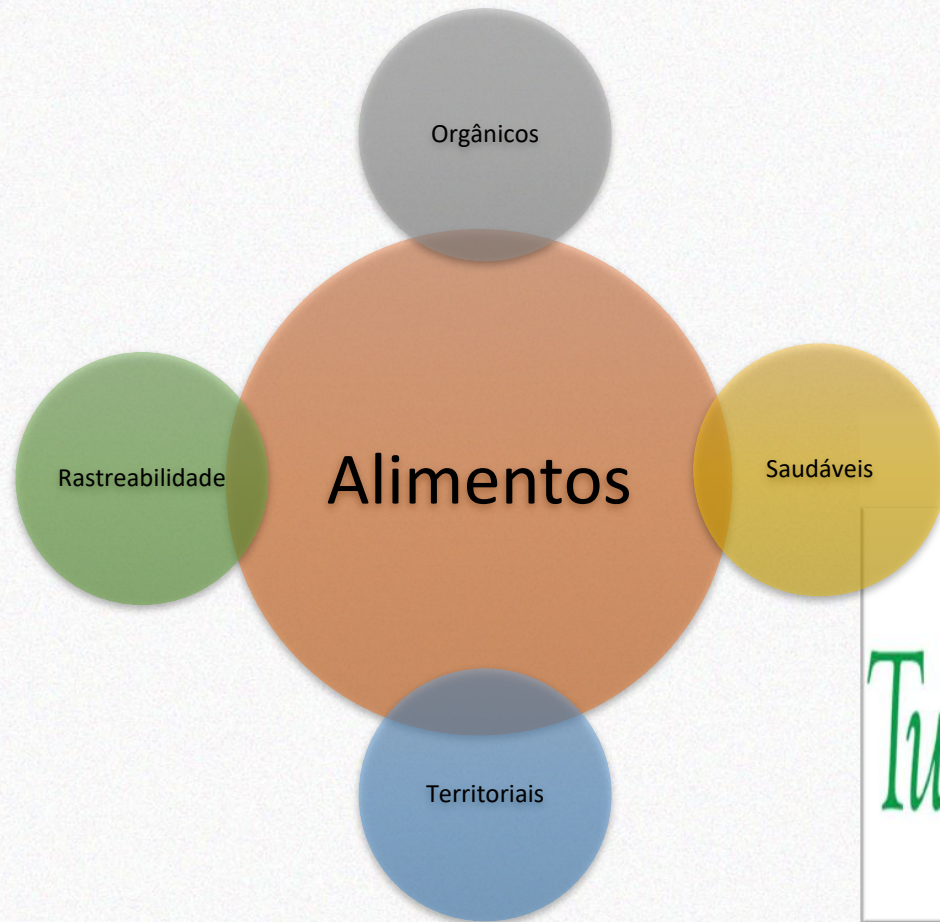 Orgânicos
Rastreabilidade
Alimentos
Saudáveis
Territoriais